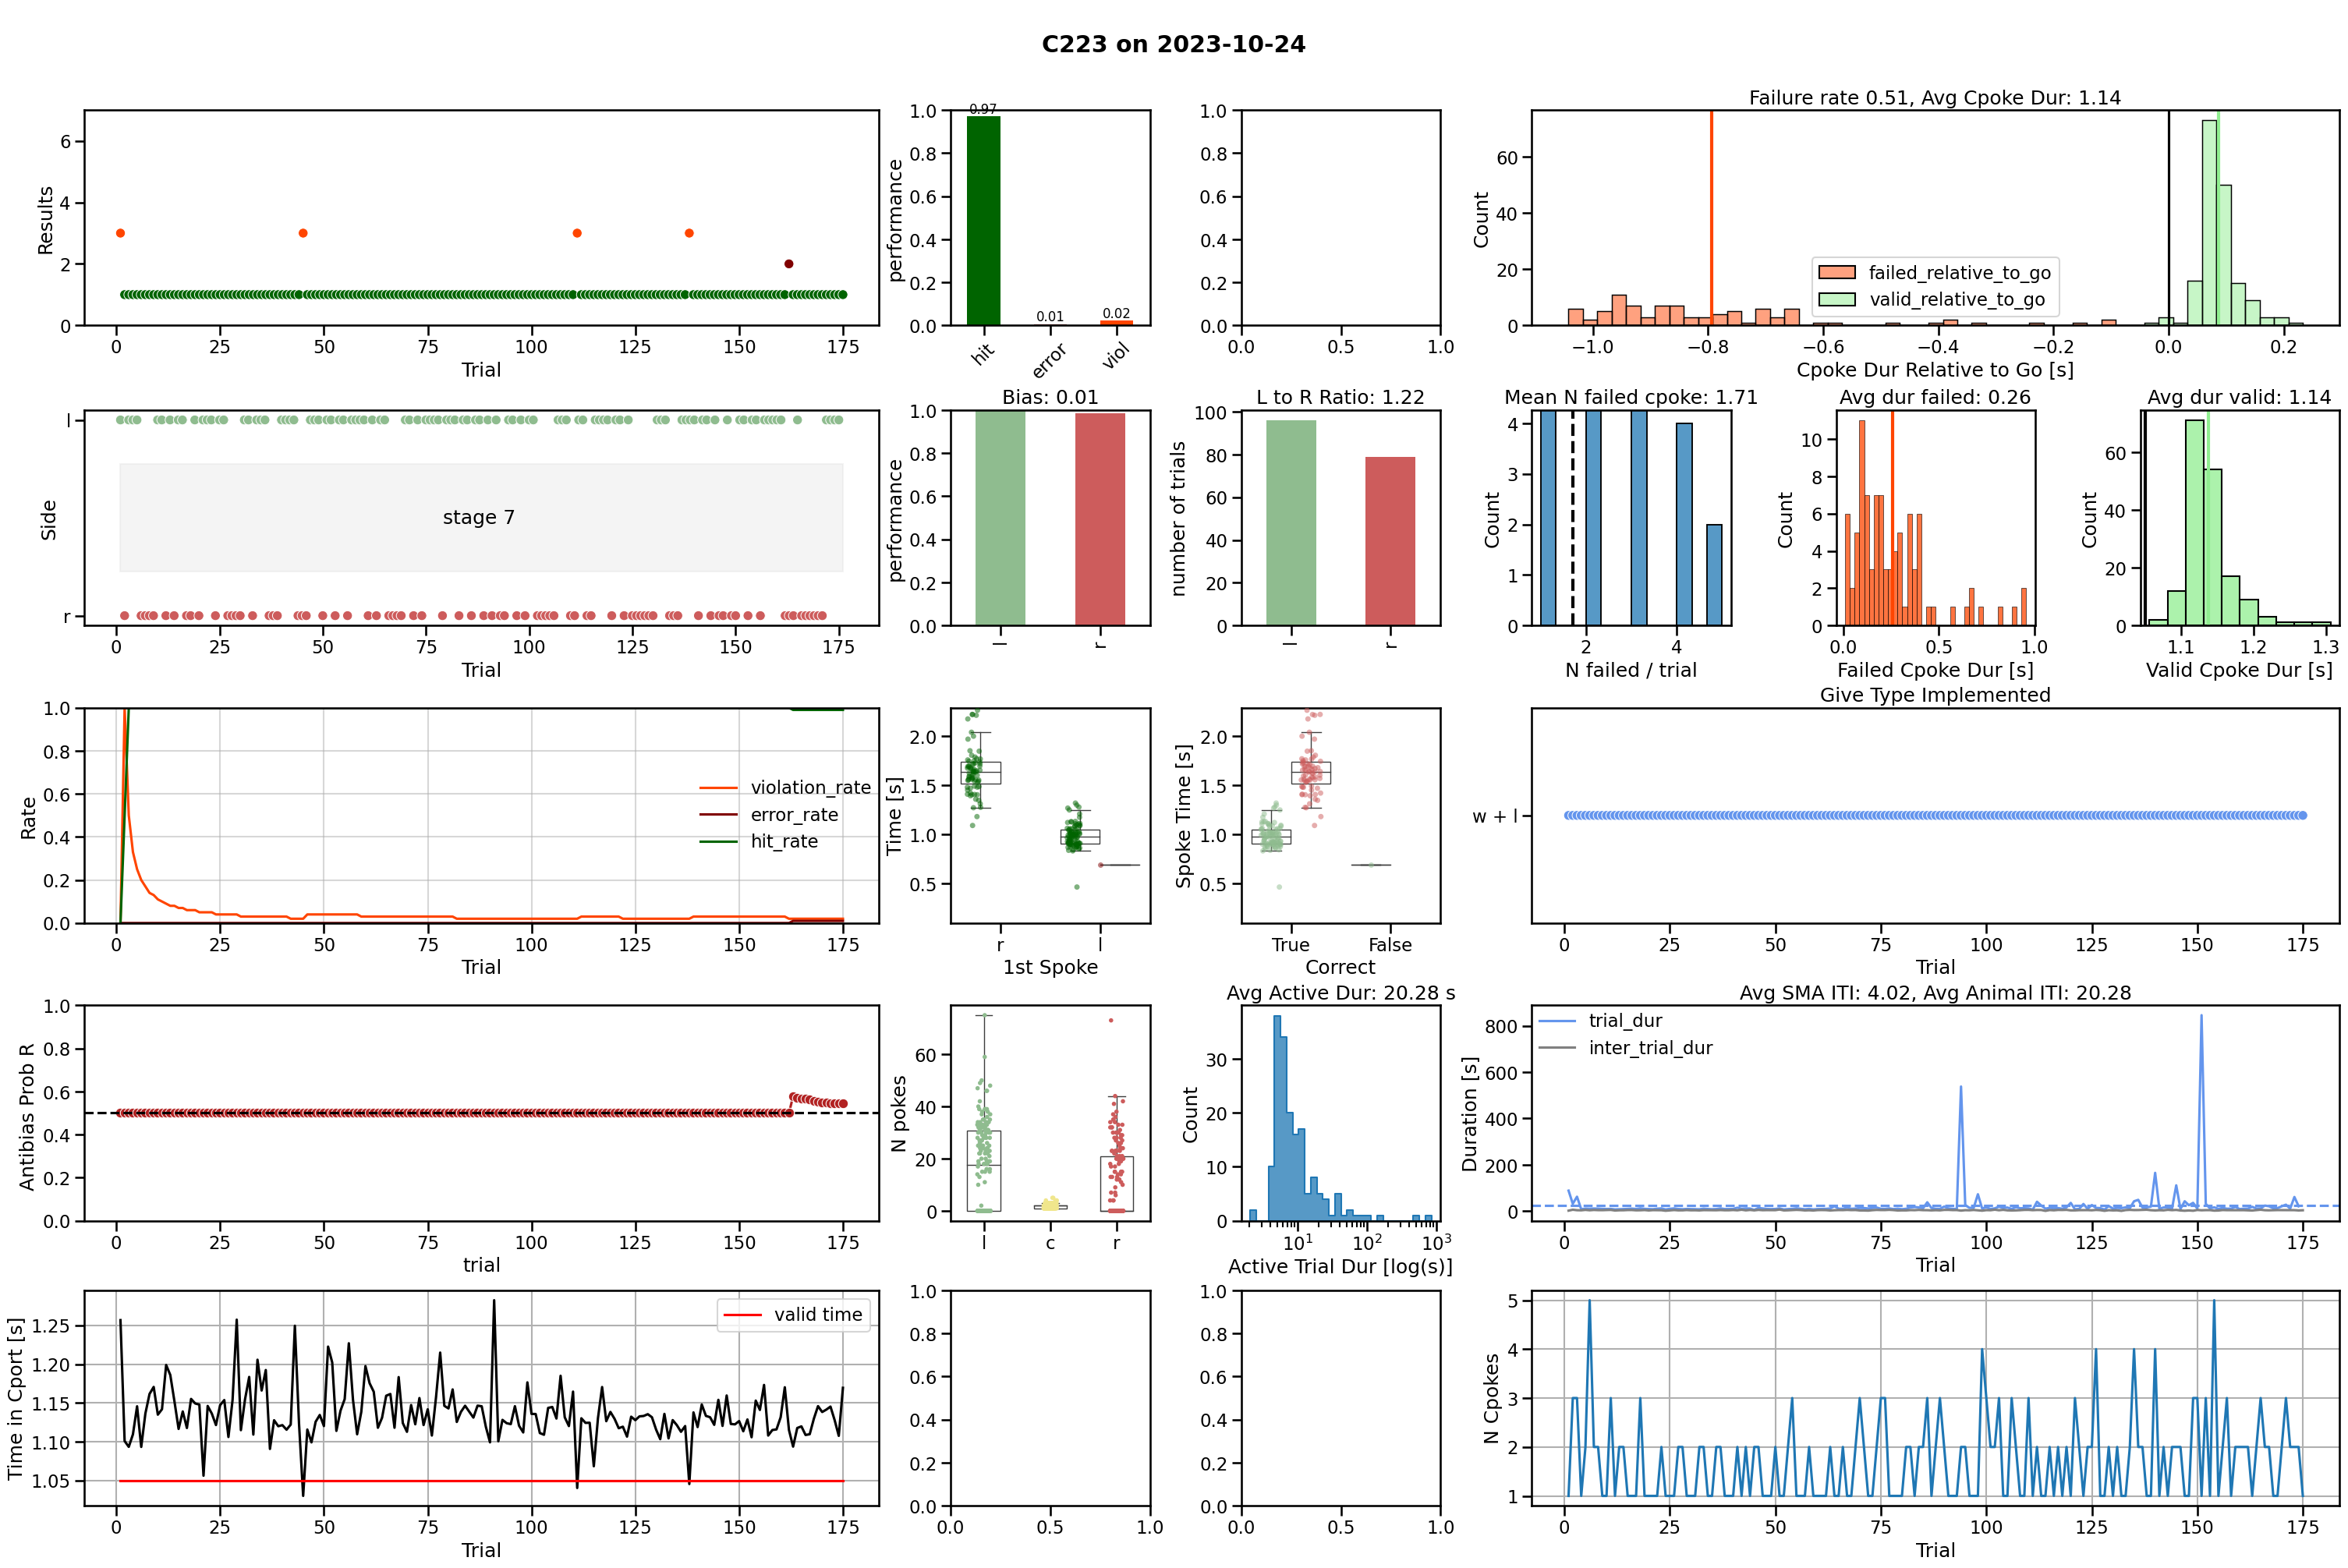 C223 on 2023-10-24
Results
6
4
2
0
0 25 50 75 100 125 150 175
Trial
performance
1.0
0.8
0.6
0.4
0.2
0.0
0.97
0.01
0.02
hit error viol
1.0
0.8
0.6
0.4
0.2
0.0
0.0 0.5 1.0
Failure rate 0.51, Avg Cpoke Dur: 1.14
Count
60
40
20
0
failed_relative_to_go
valid_relative_to_go
−1.0 −0.8 −0.6 −0.4 −0.2 0.0 0.2
Cpoke Dur Relative to Go [s]
Side
l
r
stage 7
0 25 50 75 100 125 150 175
Trial
Bias: 0.01
performance
1.0
0.8
0.6
0.4
0.2
0.0
l r
L to R Ratio: 1.22
number of trials
100
80
60
40
20
0
l r
Mean N failed cpoke: 1.71
Count
4
3
2
1
0
2 4
N failed / trial
Avg dur failed: 0.26
Count
10
8
6
4
2
0
0.0 0.5 1.0
Failed Cpoke Dur [s]
Avg dur valid: 1.14
Count
60
40
20
0
1.1 1.2 1.3
Valid Cpoke Dur [s]
Rate
1.0
0.8
0.6
0.4
0.2
0.0
violation_rate
error_rate
hit_rate
0 25 50 75 100 125 150 175
Trial
Time [s]
2.0
1.5
1.0
0.5
r l
1st Spoke
Spoke Time [s]
2.0
1.5
1.0
0.5
True False
Correct
Give Type Implemented
w + l
0 25 50 75 100 125 150 175
Trial
Antibias Prob R
1.0
0.8
0.6
0.4
0.2
0.0
0 25 50 75 100 125 150 175
trial
N pokes
60
40
20
0
l c r
Avg Active Dur: 20.28 s
Count
30
20
10
0
10¹ 10² 10³
Active Trial Dur [log(s)]
Avg SMA ITI: 4.02, Avg Animal ITI: 20.28
Duration [s]
800
600
400
200
0
trial_dur
inter_trial_dur
0 25 50 75 100 125 150 175
Trial
Time in Cport [s]
1.25
1.20
1.15
1.10
1.05
valid time
0 25 50 75 100 125 150 175
Trial
1.0
0.8
0.6
0.4
0.2
0.0
0.0 0.5 1.0
1.0
0.8
0.6
0.4
0.2
0.0
0.0 0.5 1.0
N Cpokes
5
4
3
2
1
0 25 50 75 100 125 150 175
Trial